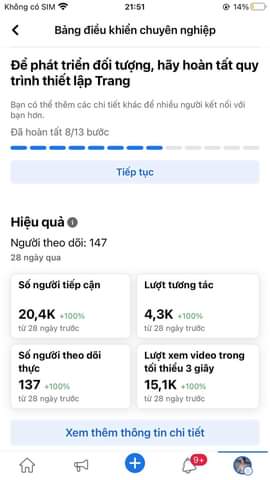 Không có SIM
21:51
14%
Bảng điều khiển chuyên nghiệp
Để phát triển đối tượng, hãy hoàn tất quy
trình thiết lập Trang
Bạn có thể thêm các chi tiết khác để nhiều người kết nối với
bạn hơn.
Đã hoàn tất 8/13 bước
Tiếp tục
Hiệu quả
Người theo dõi: 147
28 ngày qua
Số người tiếp cận
20,4K +100%
từ 28 ngày trước
Lượt tương tác
4,3K +100%
từ 28 ngày trước
Số người theo dõi
thực
137 +100%
từ 28 ngày trước
Lượt xem video trong
tối thiểu 3 giây
15,1K +100%
từ 28 ngày trước
Xem thêm thông tin chi tiết
9+